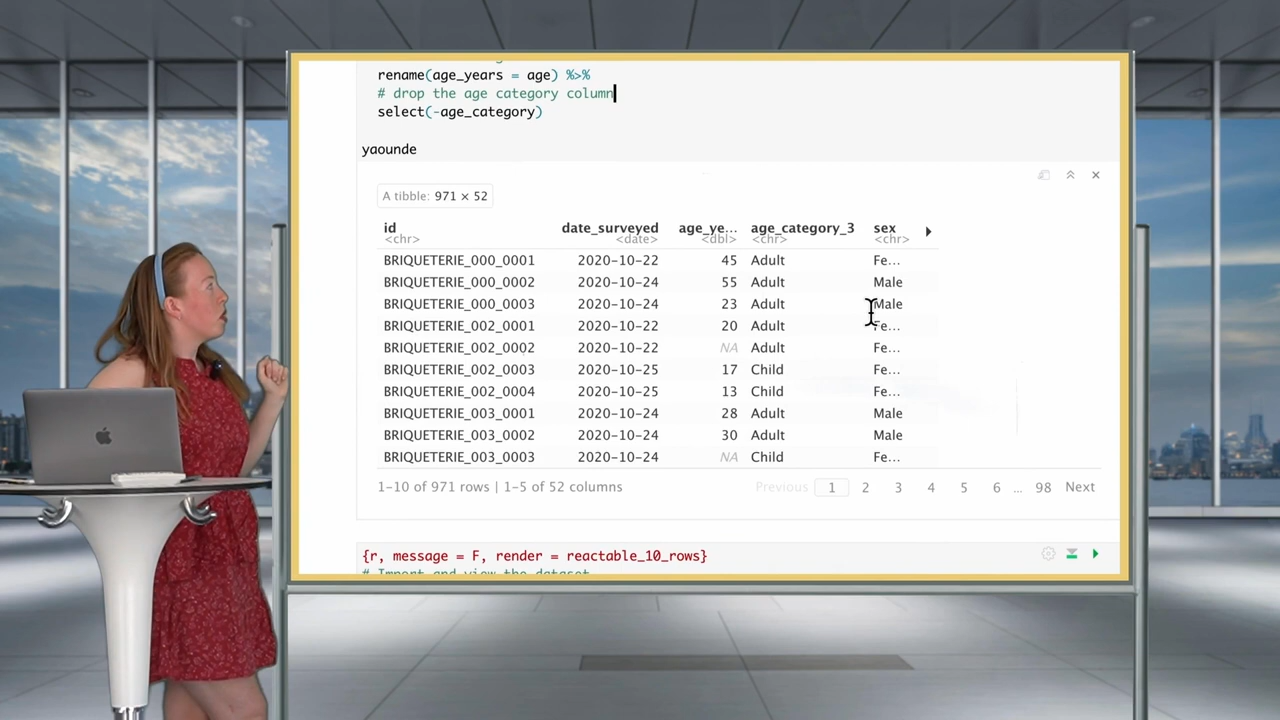 rename(age_years = age) %>%
# drop the age category column
select(-age_category)
yaounde
A tibble: 971 × 52
id date_surveyed age_ye... age_category_3 sex
<chr> <date> <dbl> <chr> <chr>
BRIQUETERIE_000_0001 2020-10-22 45 Adult Fe...
BRIQUETERIE_000_0002 2020-10-24 55 Adult Male
BRIQUETERIE_000_0003 2020-10-24 23 Adult Male
BRIQUETERIE_002_0001 2020-10-22 20 Adult Fe...
BRIQUETERIE_002_0002 2020-10-22 NA Adult Fe...
BRIQUETERIE_002_0003 2020-10-25 17 Child Fe...
BRIQUETERIE_002_0004 2020-10-25 13 Child Fe...
BRIQUETERIE_003_0001 2020-10-24 28 Adult Male
BRIQUETERIE_003_0002 2020-10-24 30 Adult Male
BRIQUETERIE_003_0003 2020-10-24 NA Child Fe...
1-10 of 971 rows | 1-5 of 52 columns Previous 1 2 3 4 5 6 ... 98 Next
{r, message = F, render = reactable_10_rows}
# Import and view the dataset